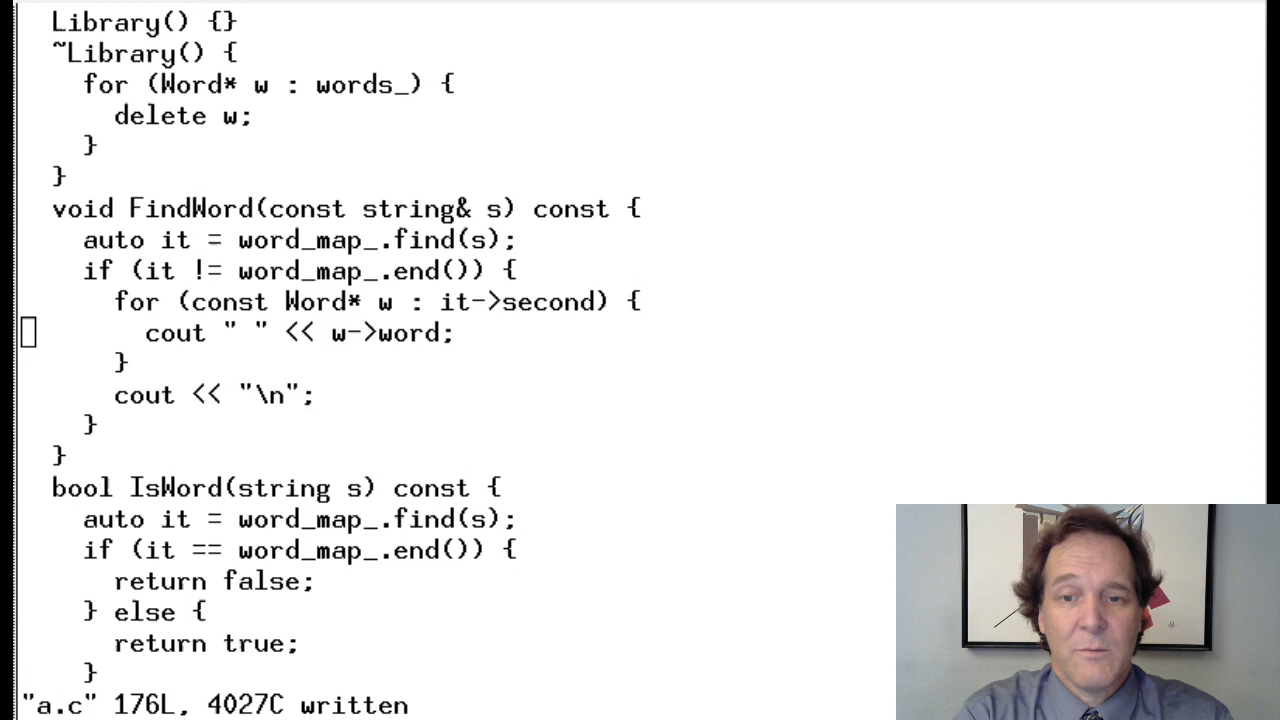 Library() {}
~Library() {
for (Word* w : words_) {
delete w;
}
}
void FindWord(const string& s) const {
auto it = word_map_.find(s);
if (it != word_map_.end()) {
for (const Word* w : it->second) {
cout " " << w->word;
}
cout << "\n";
}
}
bool IsWord(string s) const {
auto it = word_map_.find(s);
if (it == word_map_.end()) {
return false;
} else {
return true;
}
"a.c" 176L, 4027C written